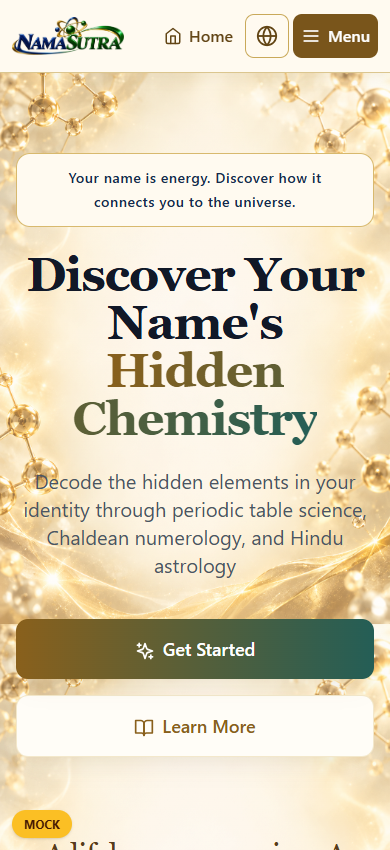 NAMASUTRA
Home
Menu
Your name is energy. Discover how it
connects you to the universe.
Discover Your
Name's
Hidden
Chemistry
Decode the hidden elements in your
identity through periodic table science,
Chaldean numerology, and Hindu
astrology
Get Started
Learn More
MOCK